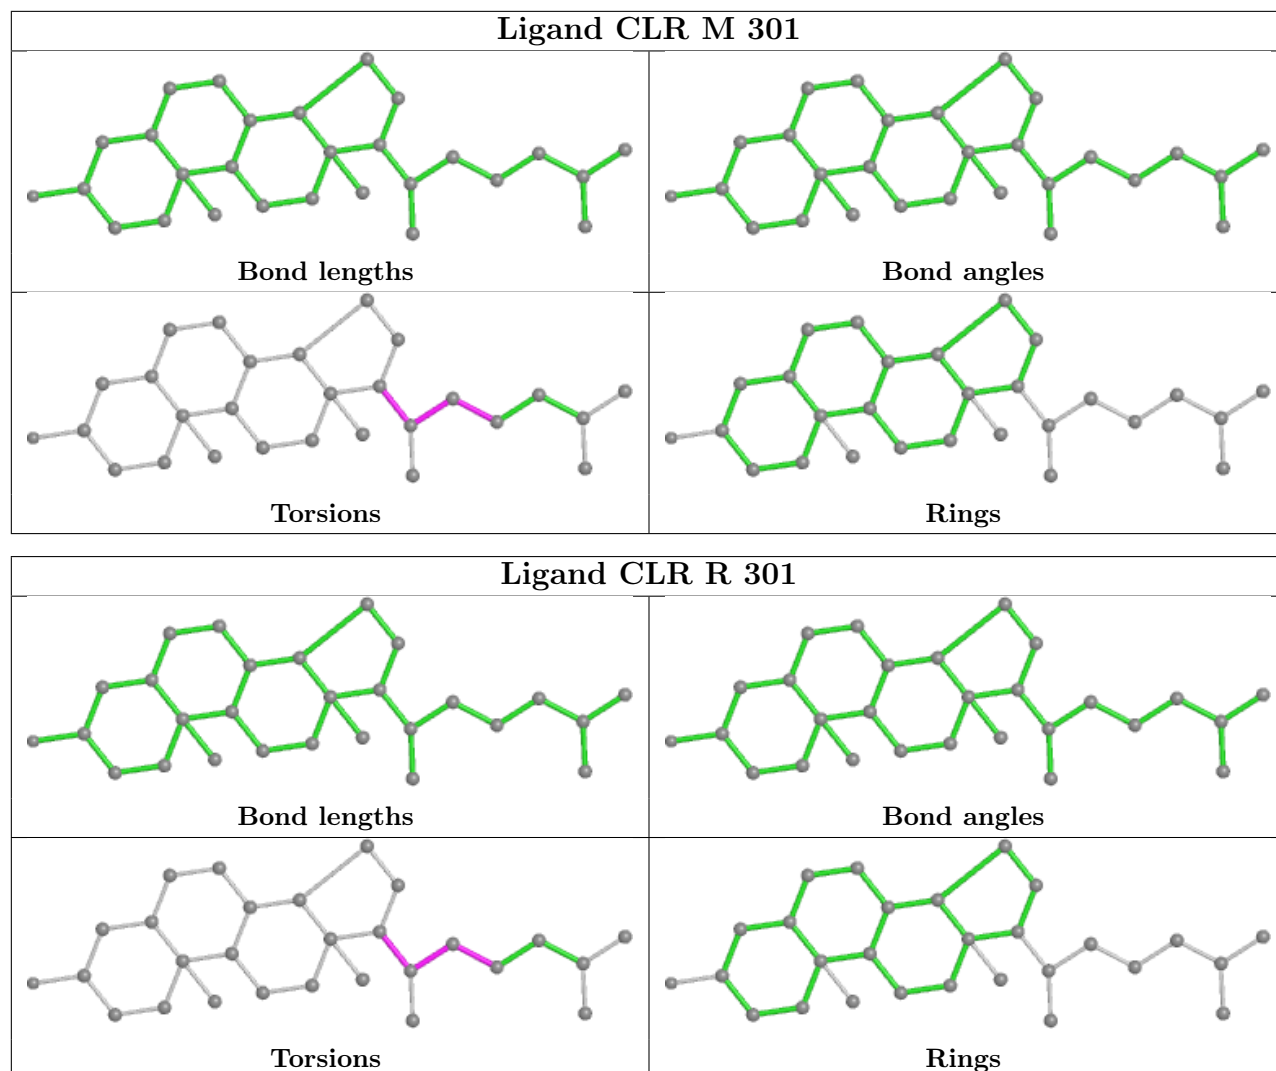 Ligand CLR M 301
Bond lengths
Bond angles
Torsions
Rings
Ligand CLR R 301
Bond lengths
Bond angles
Torsions
Rings